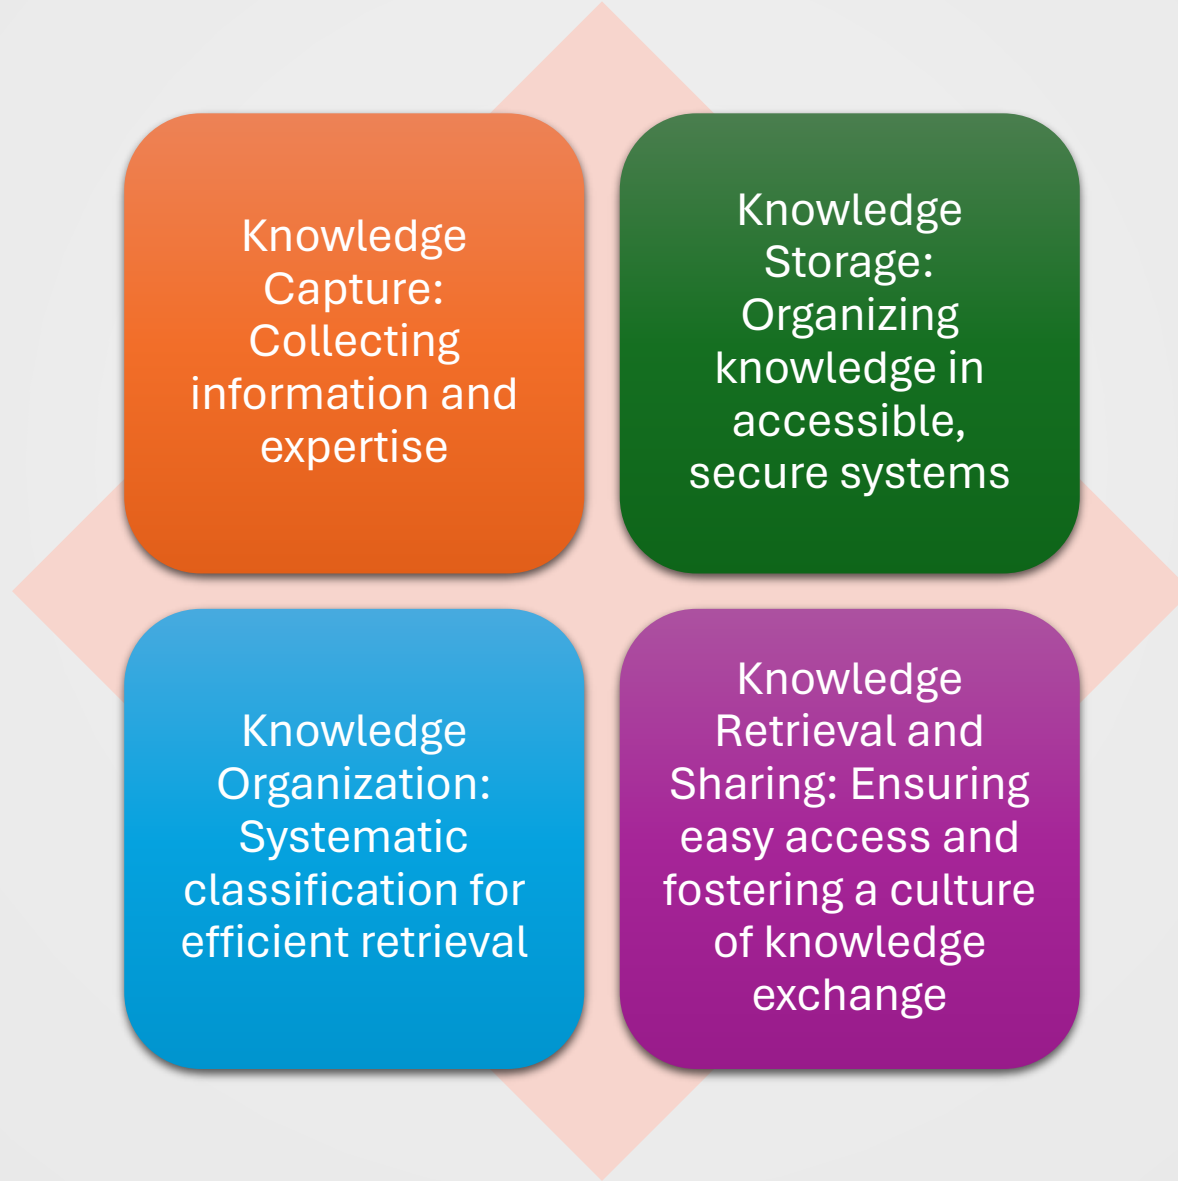 Knowledge
Capture:
Collecting
information and
expertise
Knowledge
Storage:
Organizing
knowledge in
accessible,
secure systems
Knowledge
Organization:
Systematic
classification for
efficient retrieval
Knowledge
Retrieval and
Sharing: Ensuring
easy access and
fostering a culture
of knowledge
exchange